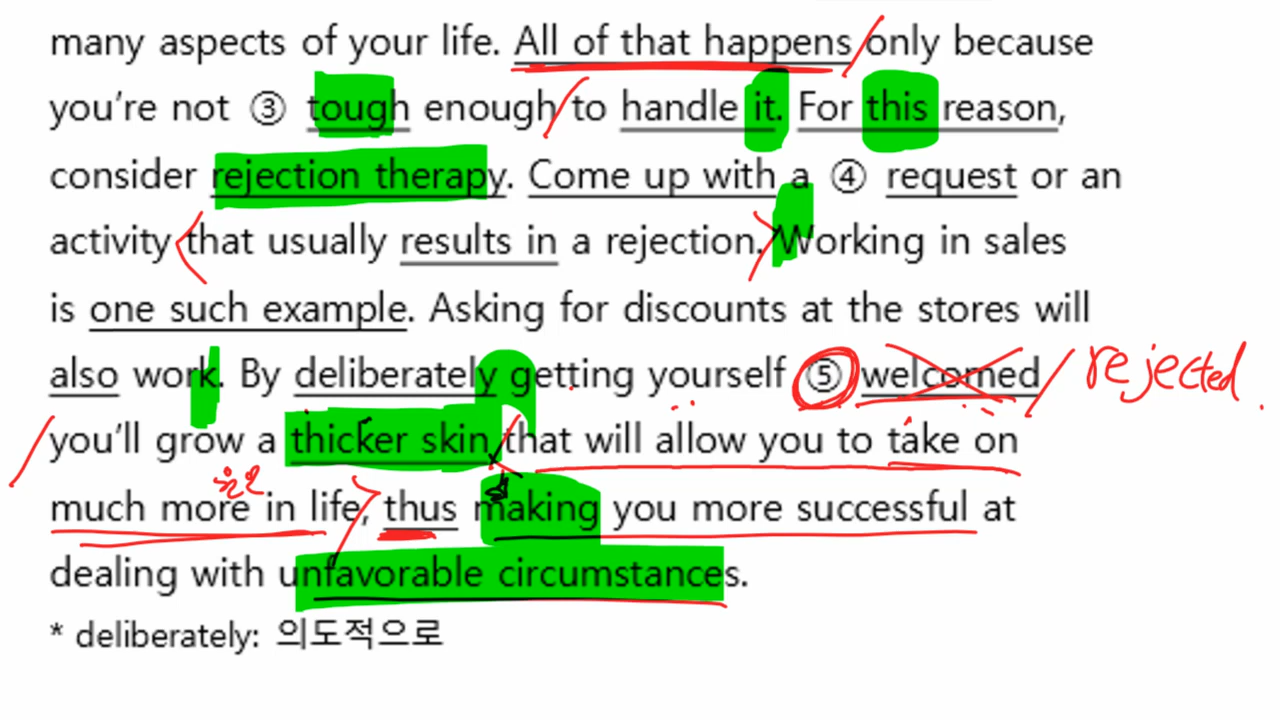 many aspects of your life. All of that happens only because
you're not ③ tough enough to handle it. For this reason,
consider rejection therapy. Come up with a ④ request or an
activity that usually results in a rejection. Working in sales
is one such example. Asking for discounts at the stores will
also work. By deliberately getting yourself ⑤ welcomed rejected.
you'll grow a thicker skin that will allow you to take on
much more in life, thus making you more successful at
dealing with unfavorable circumstances.
* deliberately: 의도적으로